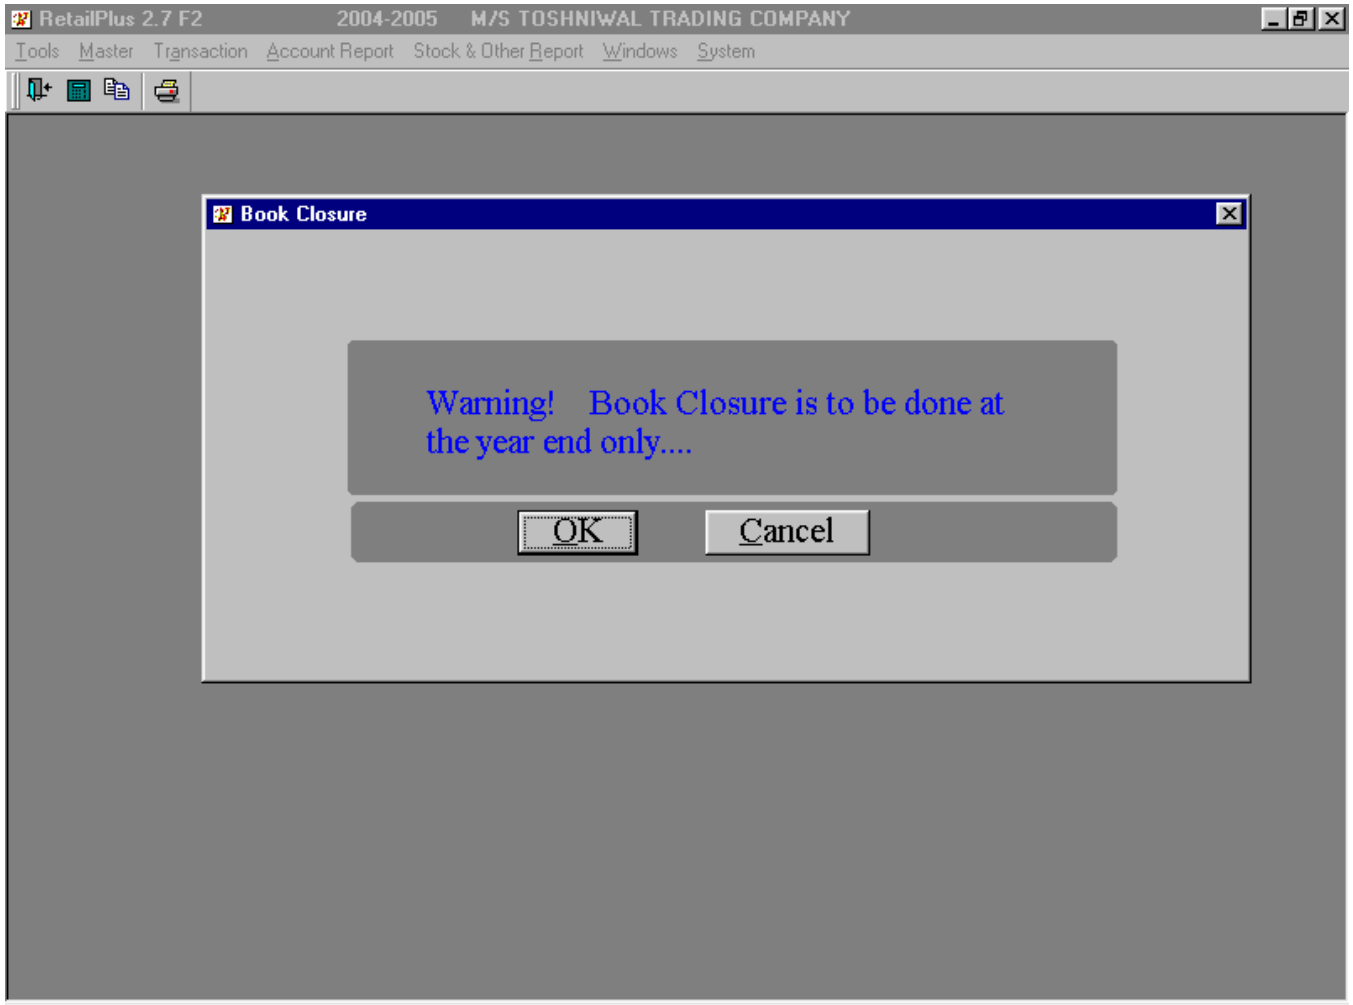 RetailPlus 2.7 F2 2004-2005 M/S TOSHNIWAL TRADING COMPANY
Tools Master Transaction Account Report Stock & Other Report Windows System
Book Closure
Warning! Book Closure is to be done at
the year end only....
OK Cancel